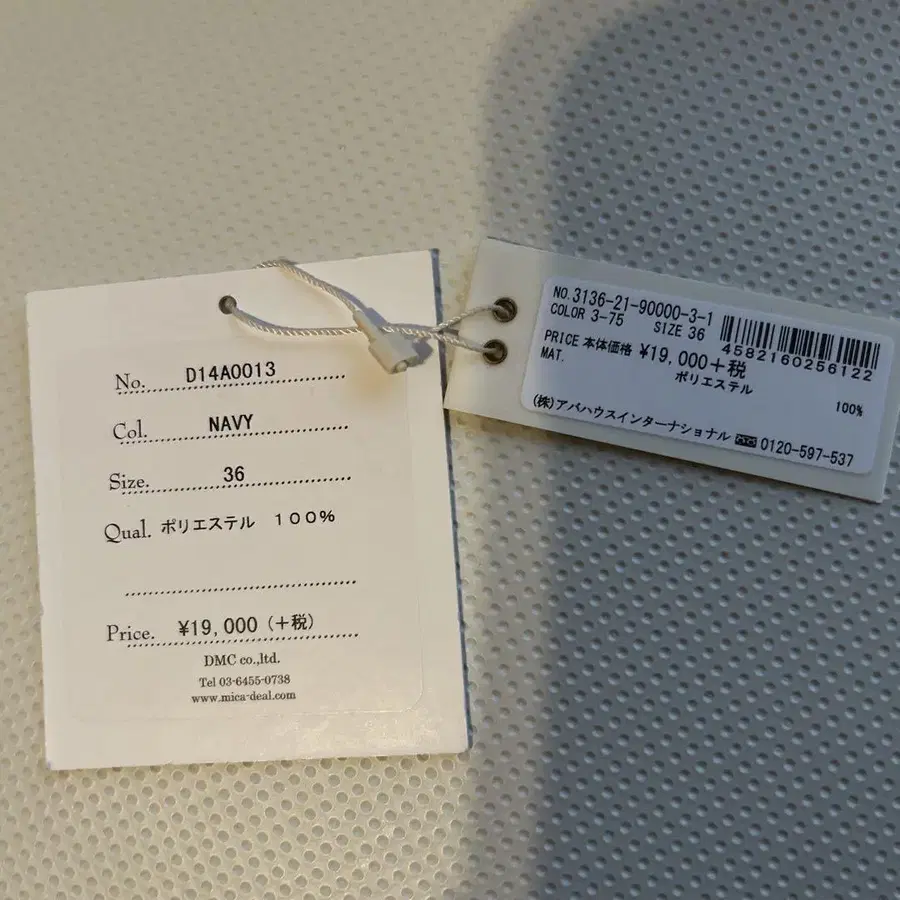 No. D14A0013
Col. NAVY
Size. 36
Qual. ポリエステル 100%
Price. ¥19,000 (+税)
DMC co.,ltd.
Tel 03-6455-0738
www.mica-deal.com
NO.3136-21-90000-3-1
COLOR 3-75 SIZE 36
4582160256122
PRICE 本体価格 ¥19,000+税
MAT. ポリエステル 100%
(株)アバハウスインターナショナル 0120-597-537